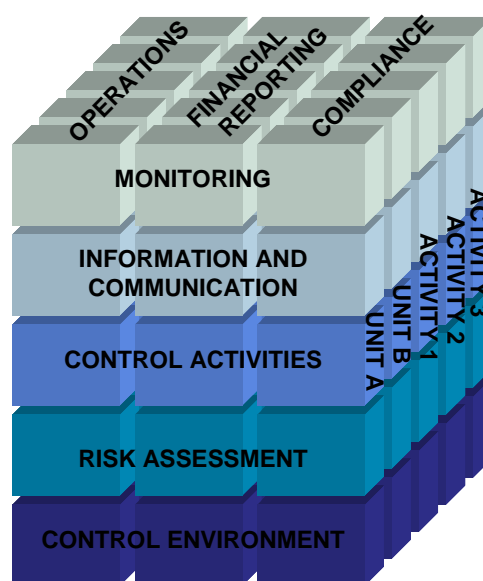 OPERATIONS
FINANCIAL
REPORTING
COMPLIANCE
MONITORING
INFORMATION AND
COMMUNICATION
CONTROL ACTIVITIES
RISK ASSESSMENT
CONTROL ENVIRONMENT
UNIT A
UNIT B
ACTIVITY 1
ACTIVITY 2
ACTIVITY 3